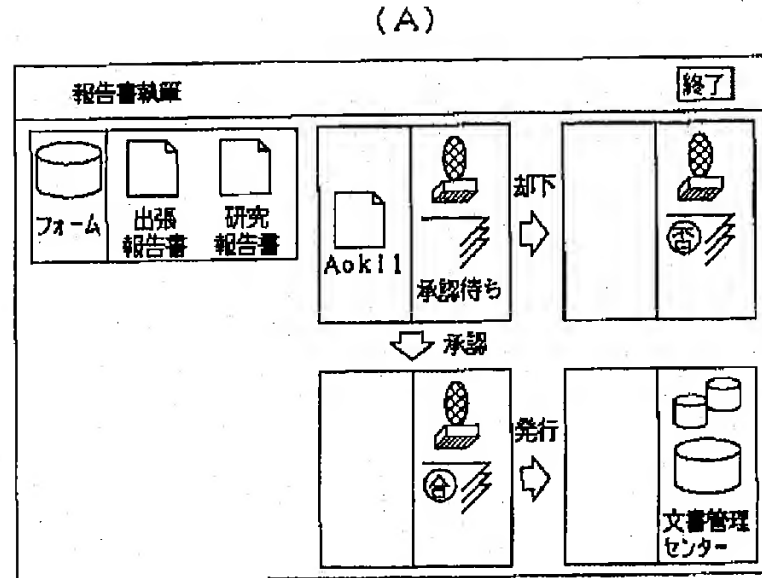 (A)
報告書執筆
終了
フォーム
出張
報告書
研究
報告書
Aoki1
承認待ち
却下
否
承認
合
発行
文書管理
センター